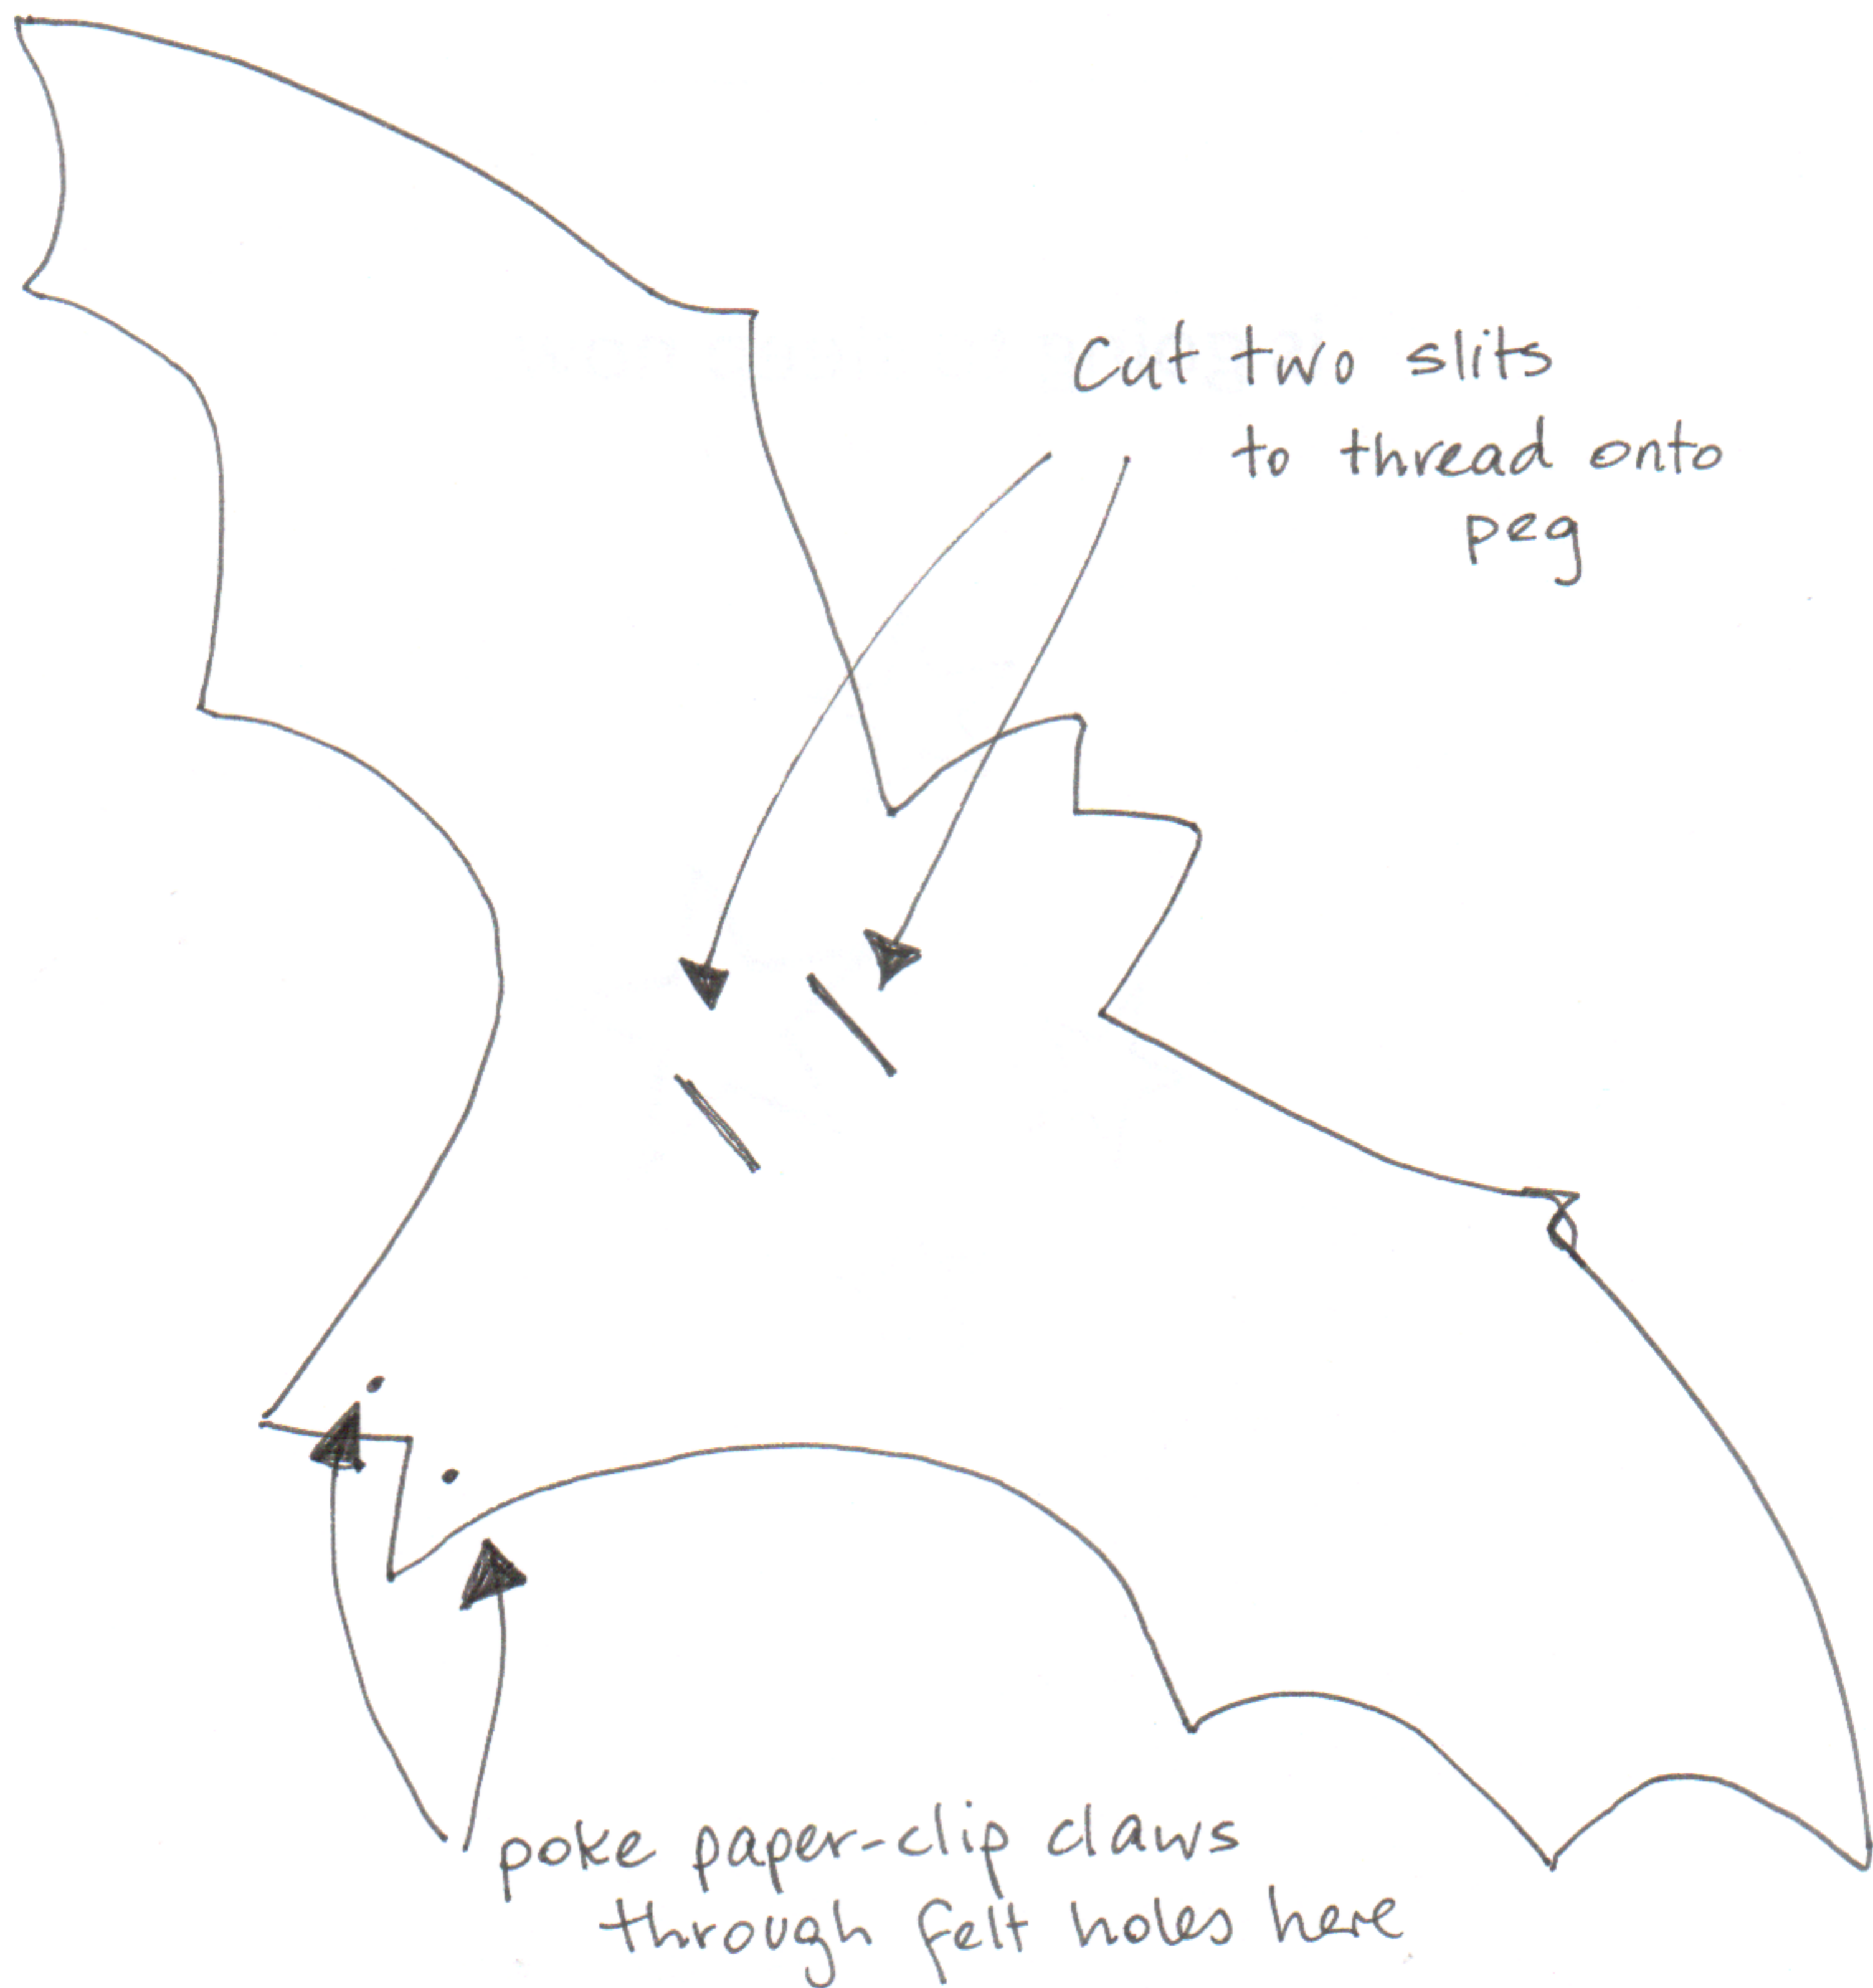 Cut two slits
to thread onto
peg
poke paper-clip claws
through felt holes here